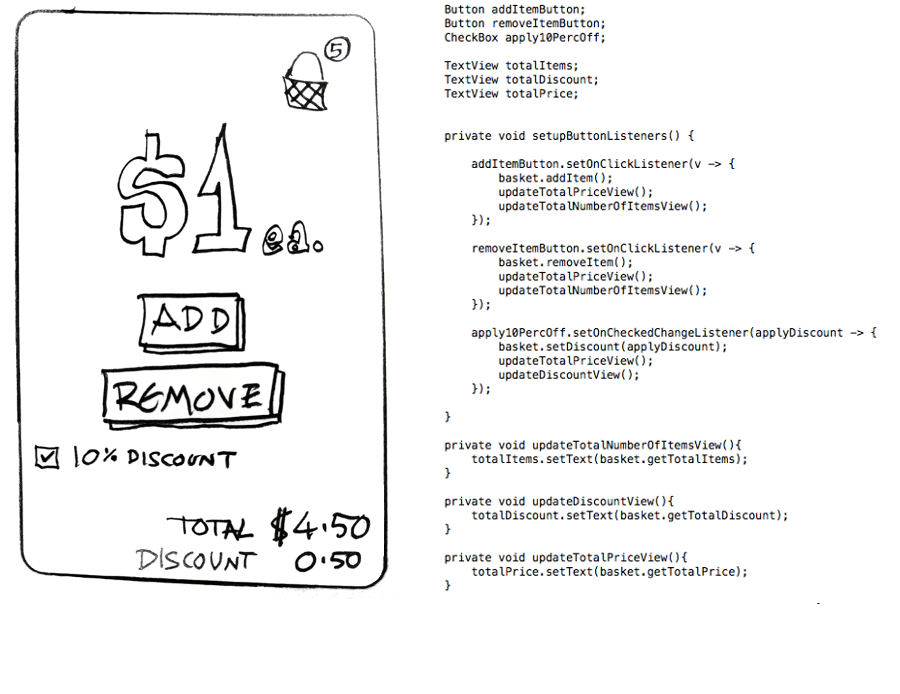 5
$1 ea.
ADD
REMOVE
10% DISCOUNT
TOTAL $4.50
DISCOUNT 0.50
Button addItemButton;
Button removeItemButton;
CheckBox apply10PercOff;
TextView totalItems;
TextView totalDiscount;
TextView totalPrice;
private void setupButtonListeners() {
addItemButton.setOnClickListener(v -> {
basket.addItem();
updateTotalPriceView();
updateTotalNumberOfItemsView();
});
removeItemButton.setOnClickListener(v -> {
basket.removeItem();
updateTotalPriceView();
updateTotalNumberOfItemsView();
});
apply10PercOff.setOnCheckedChangeListener(applyDiscount -> {
basket.setDiscount(applyDiscount);
updateTotalPriceView();
updateDiscountView();
});
}
private void updateTotalNumberOfItemsView(){
totalItems.setText(basket.getTotalItems);
}
private void updateDiscountView(){
totalDiscount.setText(basket.getTotalDiscount);
}
private void updateTotalPriceView(){
totalPrice.setText(basket.getTotalPrice);
}